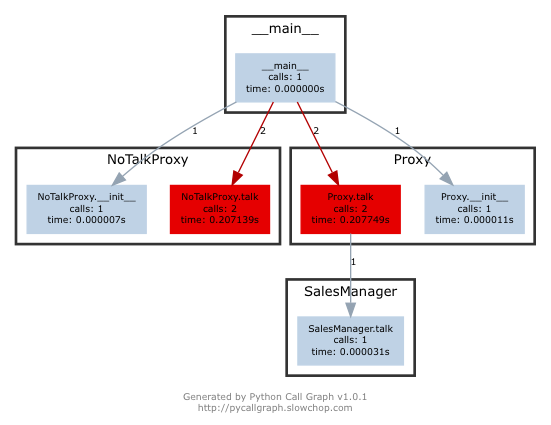 __main__
__main__
calls: 1
time: 0.000000s
1
2
2
1
NoTalkProxy
Proxy
NoTalkProxy.__init__
calls: 1
time: 0.000007s
NoTalkProxy.talk
calls: 2
time: 0.207139s
Proxy.talk
calls: 2
time: 0.207749s
Proxy.__init__
calls: 1
time: 0.000011s
1
SalesManager
SalesManager.talk
calls: 1
time: 0.000031s
Generated by Python Call Graph v1.0.1
http://pycallgraph.slowchop.com